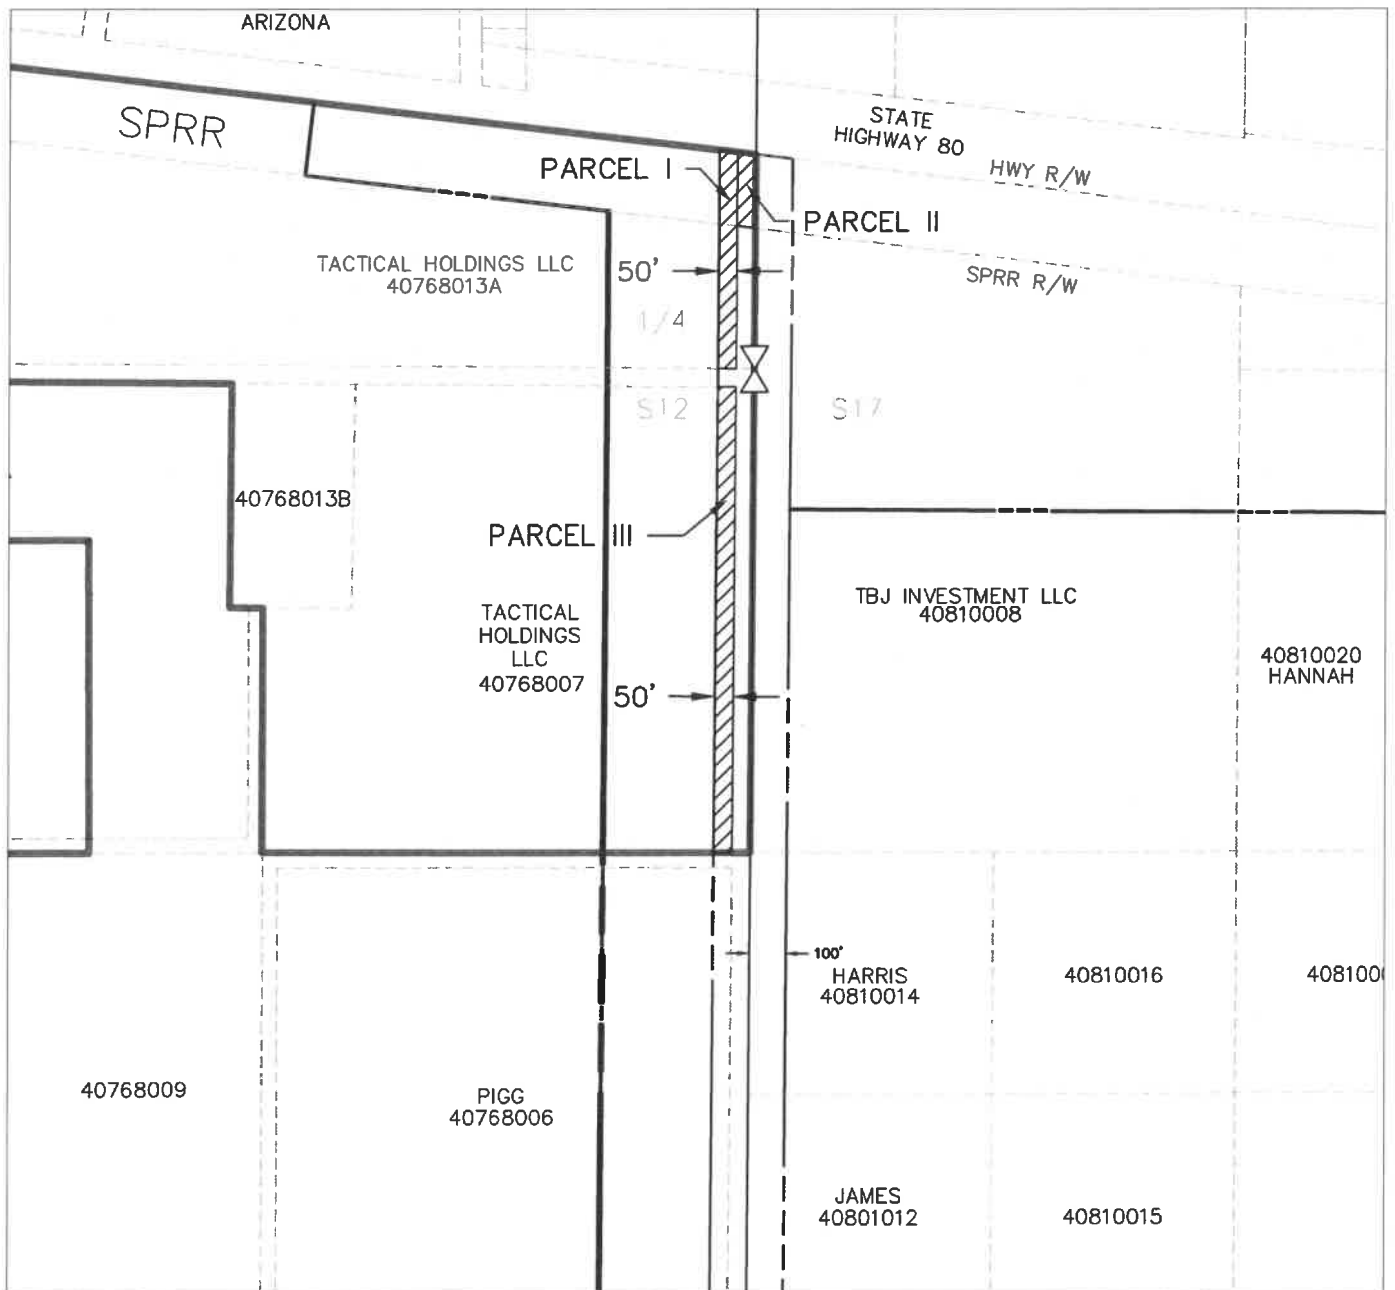 ARIZONA
SPRR
STATE
HIGHWAY 80
HWY R/W
PARCEL I
PARCEL II
TACTICAL HOLDINGS LLC
40768013A
50'
SPRR R/W
1/4
S12
S17
40768013B
PARCEL III
TBJ INVESTMENT LLC
40810008
TACTICAL
HOLDINGS
LLC
40768007
40810020
HANNAH
50'
100'
HARRIS
40810014
40810016
408100
40768009
PIGG
40768006
JAMES
40801012
40810015